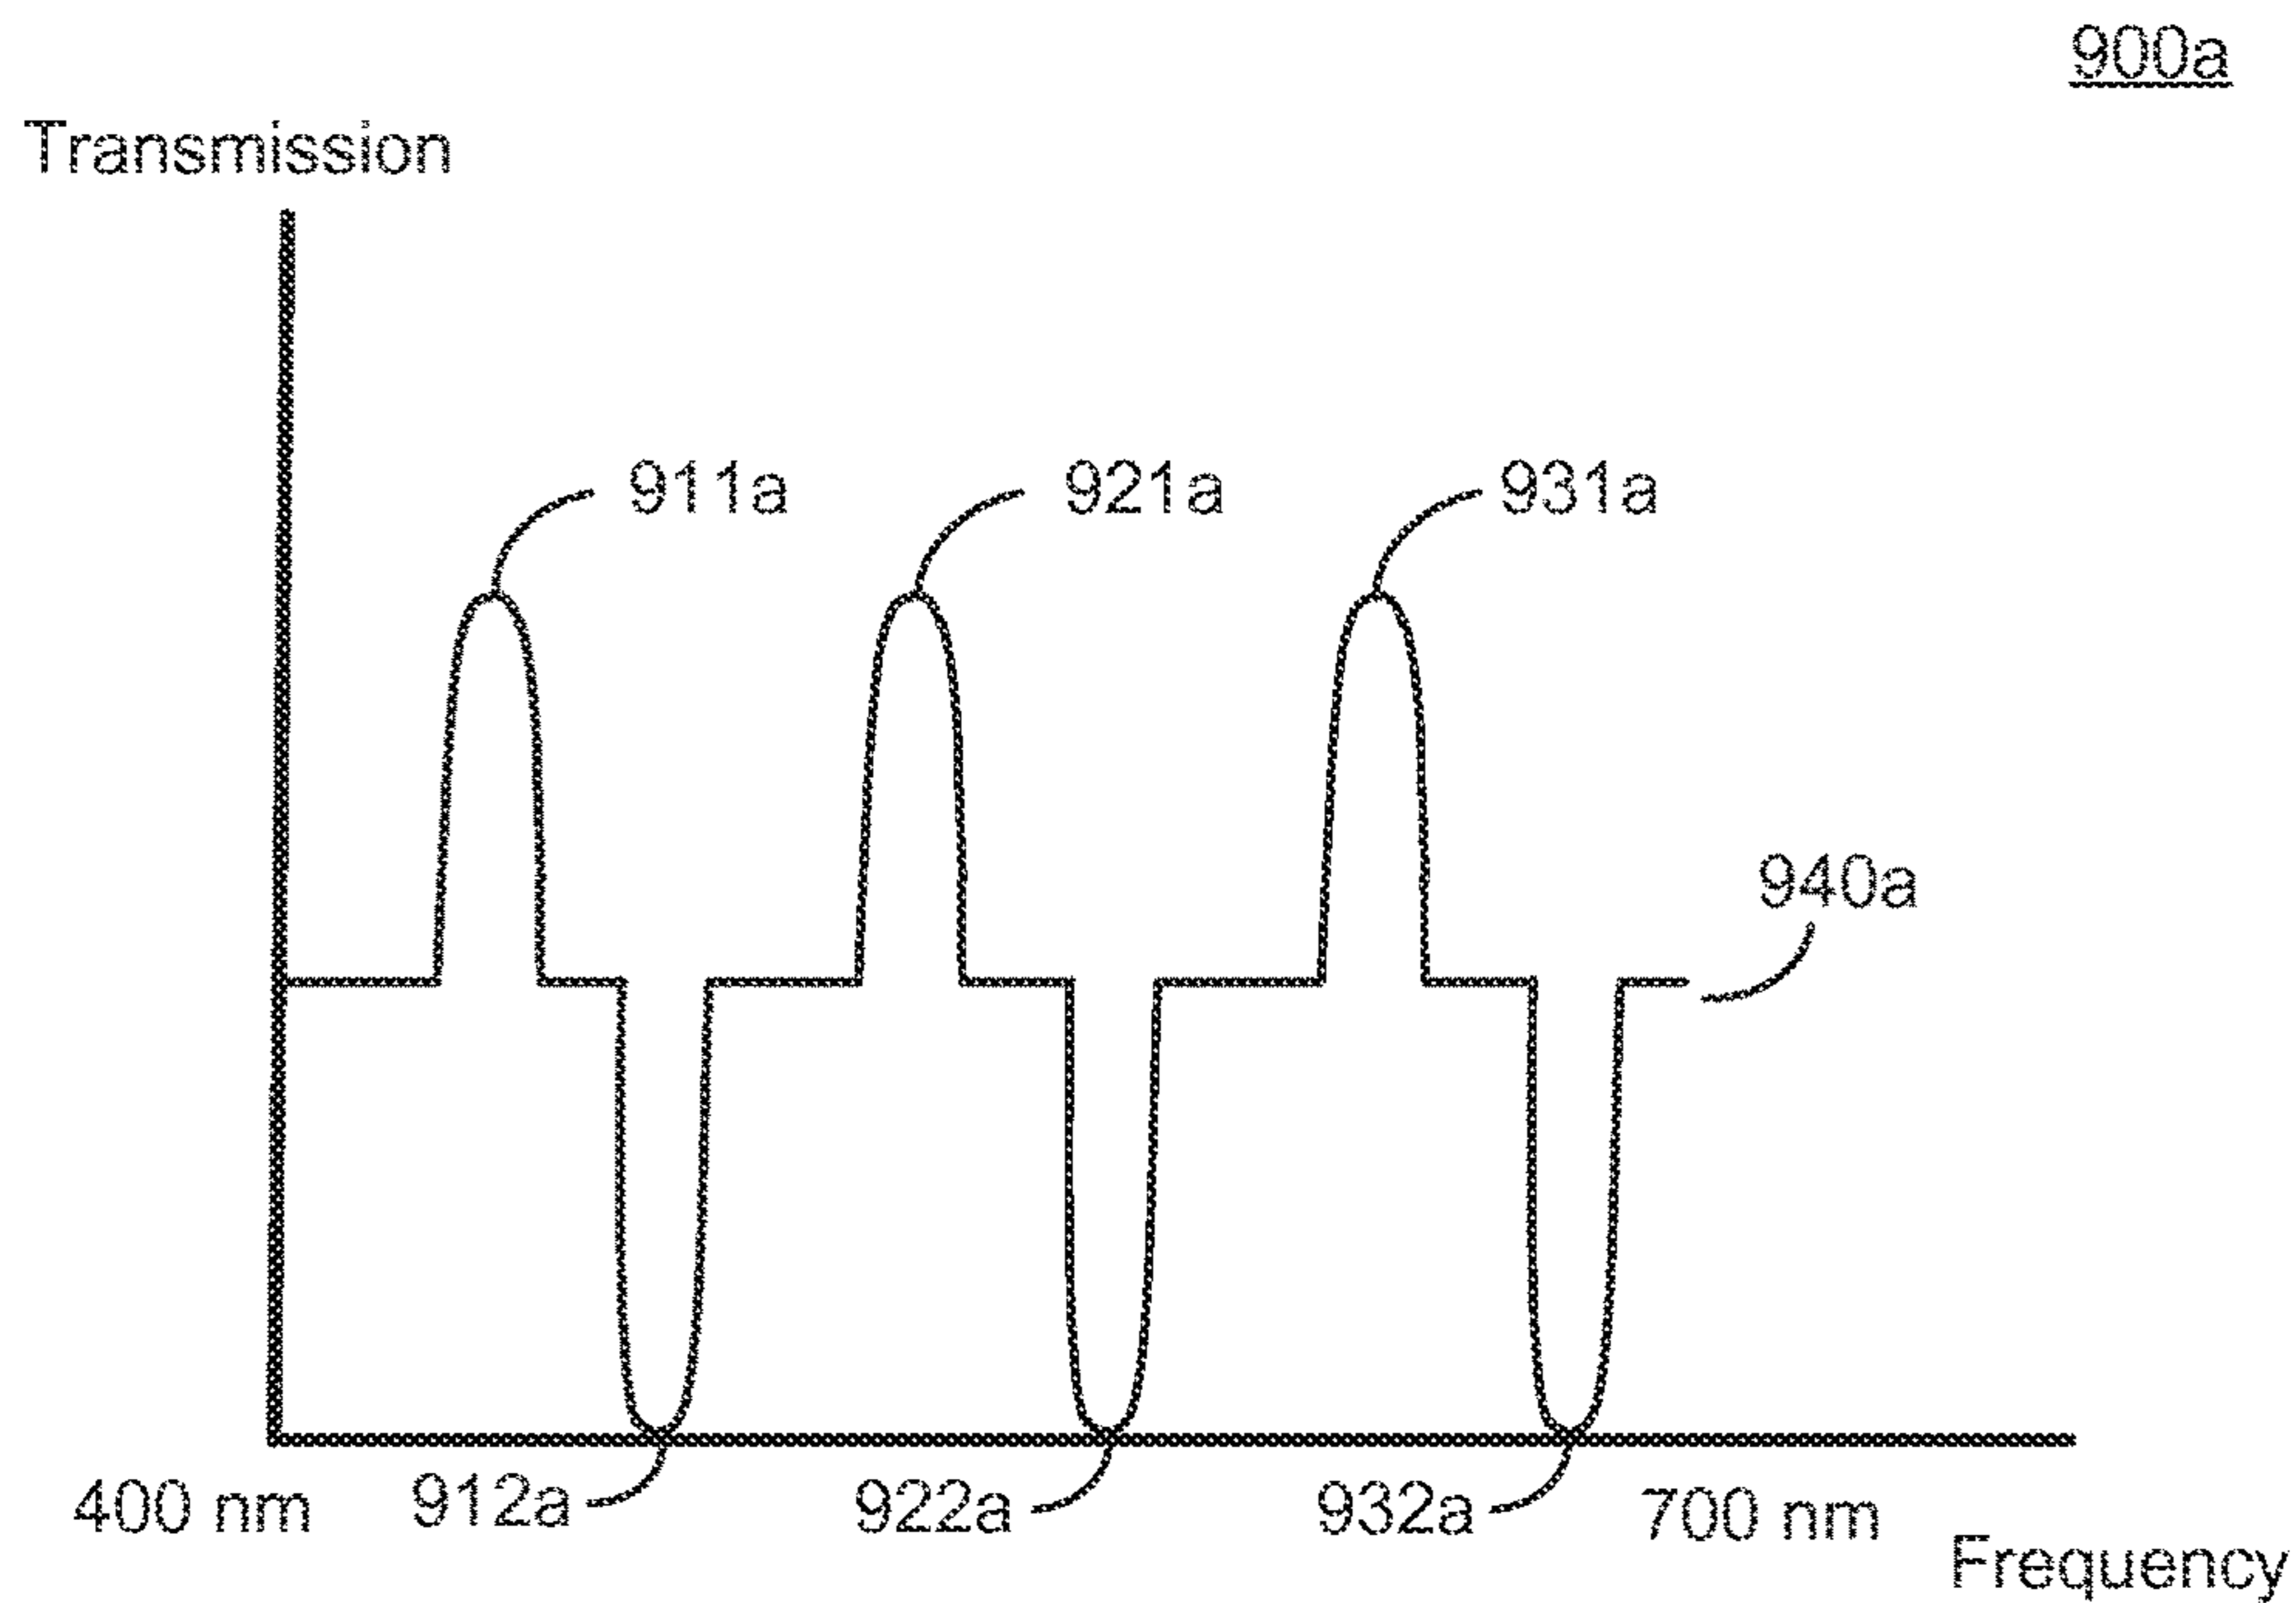 900a
Transmission
911a
921a
931a
940a
400 nm
912a
922a
932a
700 nm
Frequency